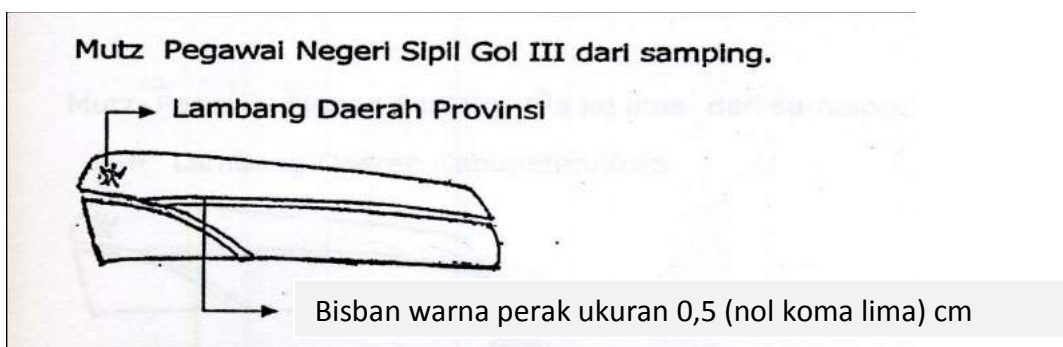 Mutz Pegawai Negeri Sipil Gol III dari samping.
Lambang Daerah Provinsi
Bisban warna perak ukuran 0,5 (nol koma lima) cm